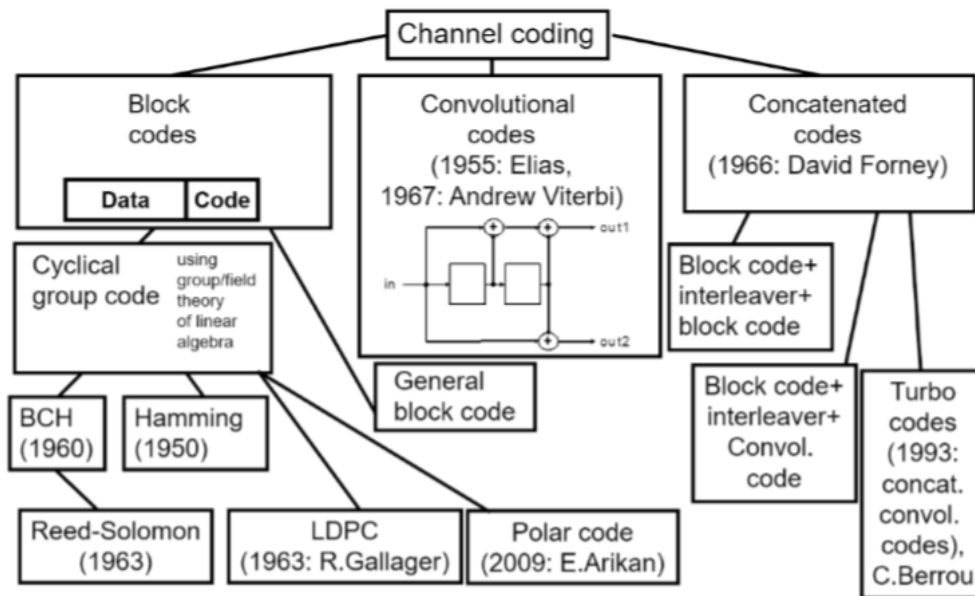 Channel coding
Block
codes
Data Code
Convolutional
codes
(1955: Elias,
1967: Andrew Viterbi)
in
out1
out2
Concatenated
codes
(1966: David Forney)
Cyclical
group code
using
group/field
theory
of linear
algebra
General
block code
Block code+
interleaver+
block code
Block code+
interleaver+
Convol.
code
Turbo
codes
(1993:
concat.
convol.
codes),
C.Berrou
BCH
(1960)
Hamming
(1950)
Reed-Solomon
(1963)
LDPC
(1963: R.Gallager)
Polar code
(2009: E.Arikan)